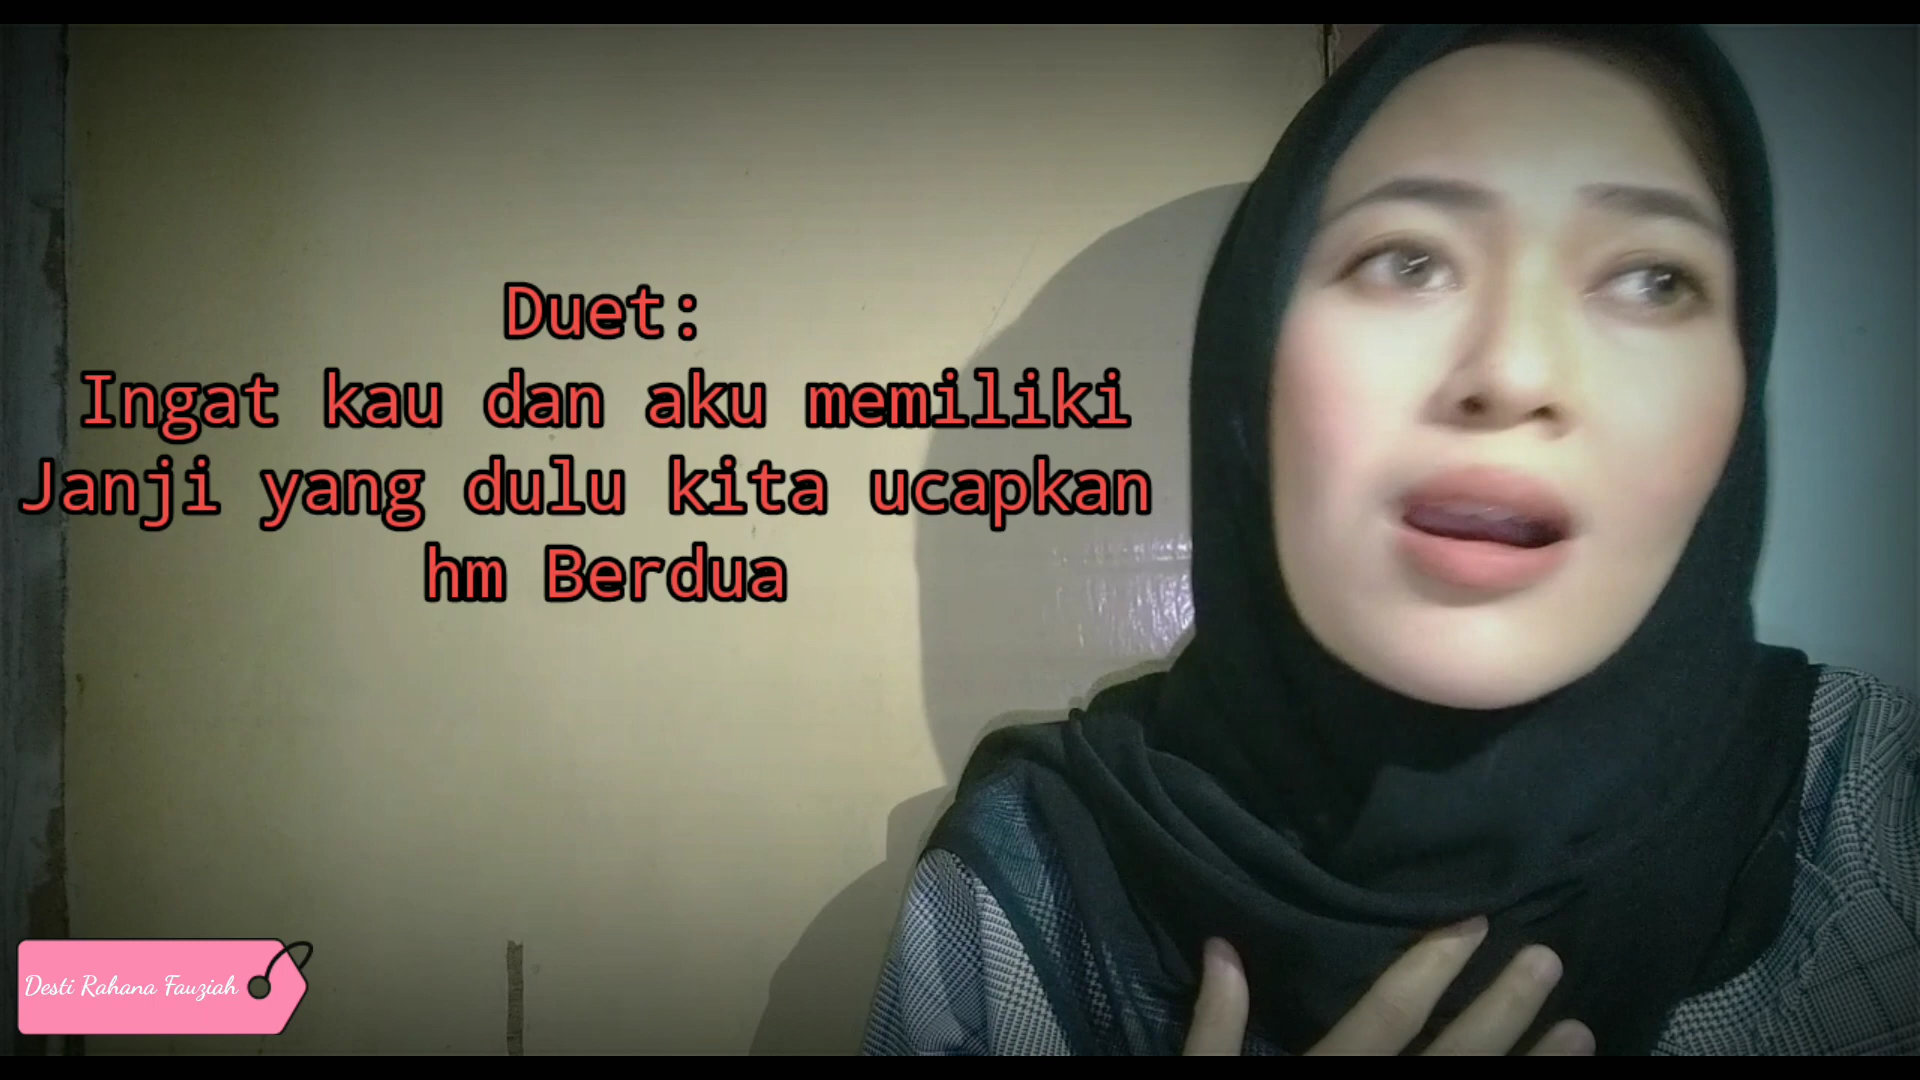 Duet:
Ingat kau dan aku memiliki
Janji yang dulu kita ucapkan
hm Berdua
Desti Rahana Fauziah